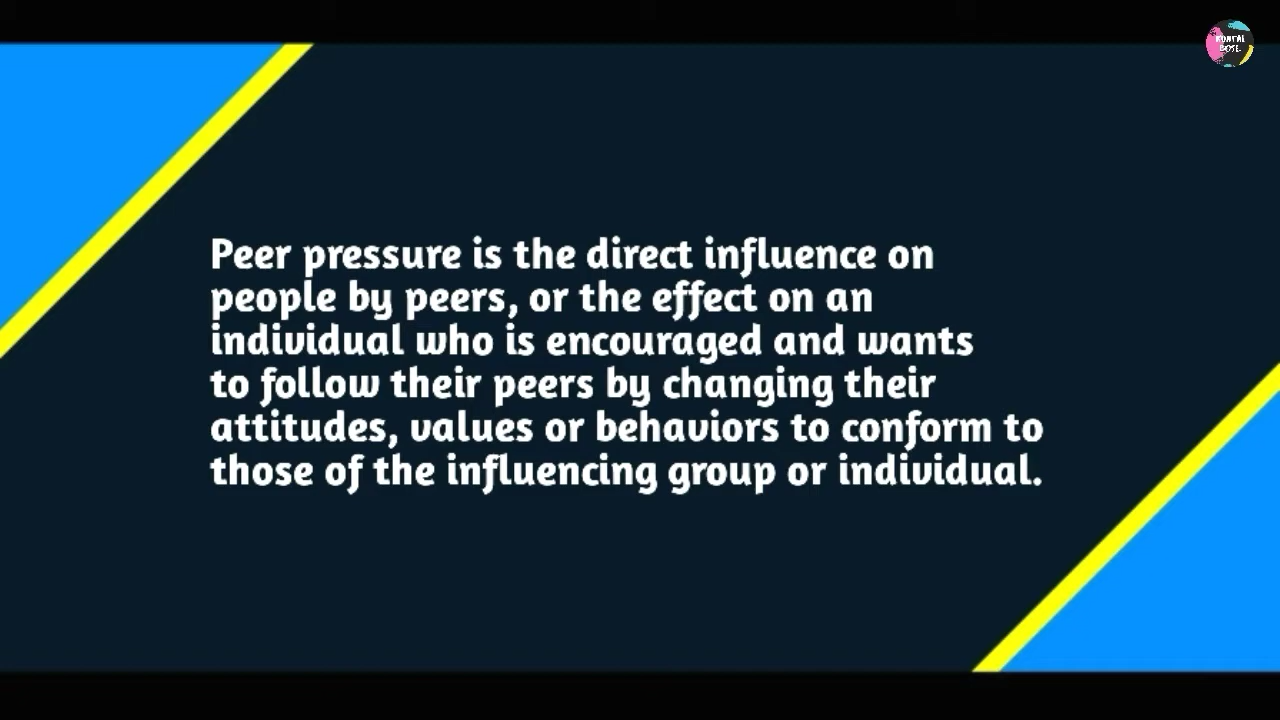 Peer pressure is the direct influence on
people by peers, or the effect on an
individual who is encouraged and wants
to follow their peers by changing their
attitudes, values or behaviors to conform to
those of the influencing group or individual.